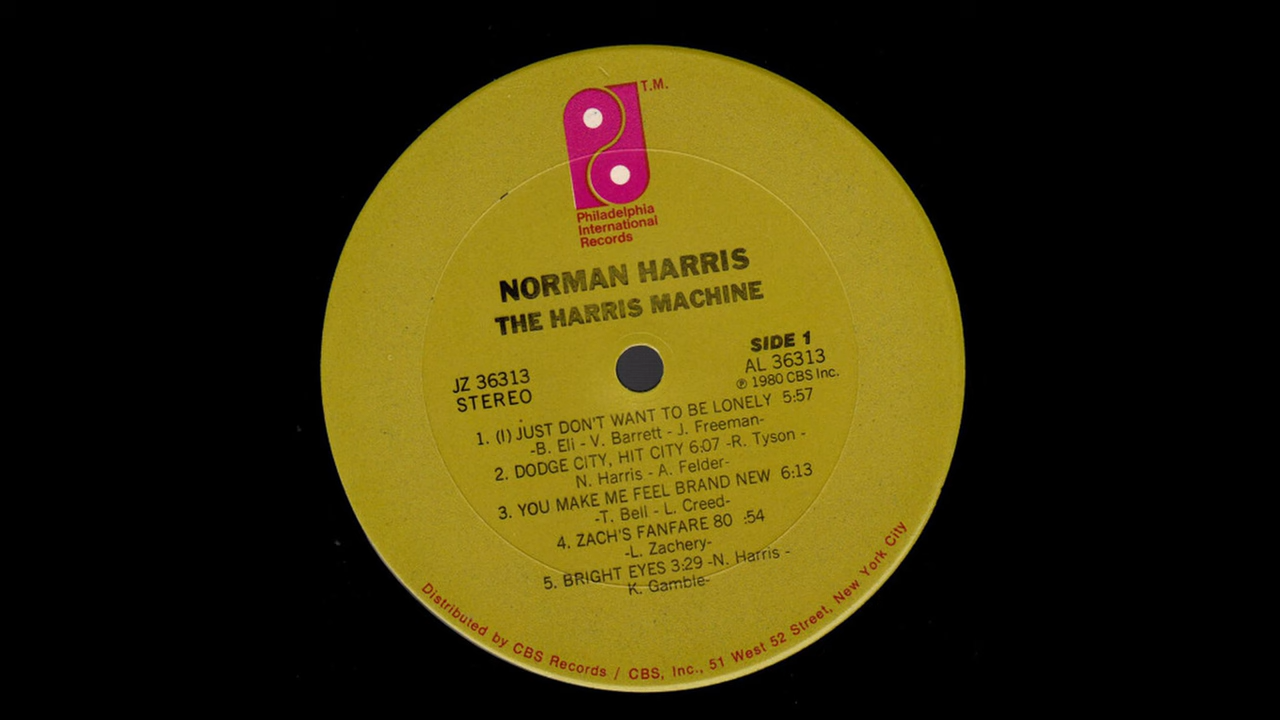 T.M.
Philadelphia
International
Records
NORMAN HARRIS
THE HARRIS MACHINE
SIDE 1
JZ 36313
AL 36313
STEREO
℗ 1980 CBS Inc.
1. (I) JUST DON'T WANT TO BE LONELY 5:57
-B. Eli - V. Barrett - J. Freeman-
2. DODGE CITY, HIT CITY 6:07 -R. Tyson -
N. Harris - A. Felder-
3. YOU MAKE ME FEEL BRAND NEW 6:13
-T. Bell - L. Creed-
4. ZACH'S FANFARE 80 :54
-L. Zachery-
5. BRIGHT EYES 3:29 -N. Harris -
K. Gamble-
Distributed by CBS Records / CBS, Inc., 51 West 52 Street, New York City